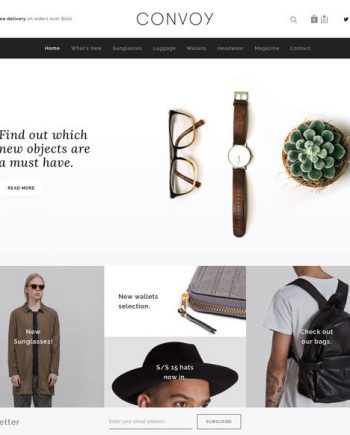 delivery on orders over $100
CONVOY
Home What's New Sunglasses Luggage Wallets Headwear Magazine Contact
Find out which
new objects are
a must have.
READ MORE
New
Sunglasses!
New wallets
selection.
S/S 15 hats
now in.
Check out
our bags.
etter
Enter your email address
SUBSCRIBE